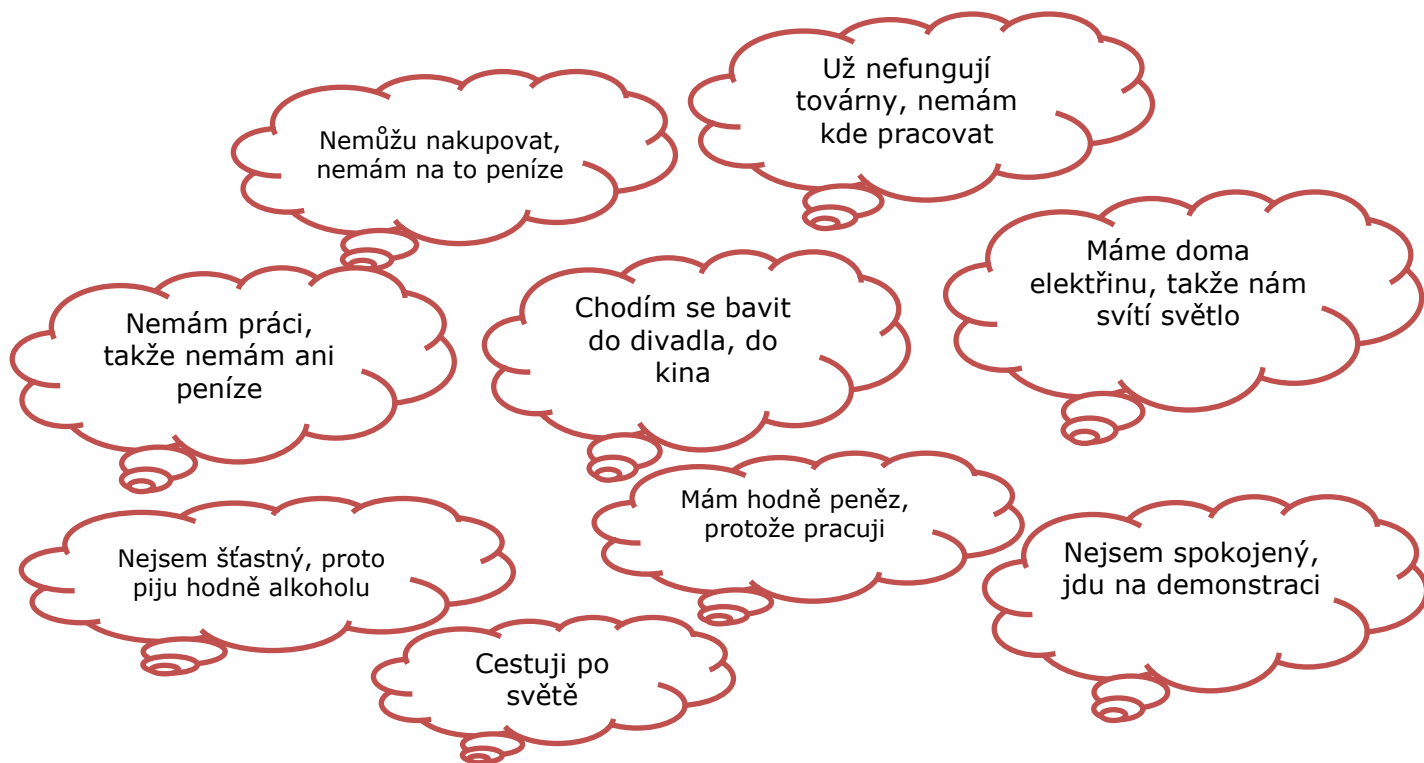 Už nefungují
továrny, nemám
kde pracovat
Nemůžu nakupovat,
nemám na to peníze
Máme doma
elektřinu, takže nám
svítí světlo
Chodím se bavit
do divadla, do
kina
Nemám práci,
takže nemám ani
peníze
Mám hodně peněz,
protože pracuji
Nejsem šťastný, proto
piju hodně alkoholu
Nejsem spokojený,
jdu na demonstraci
Cestuji po
světě